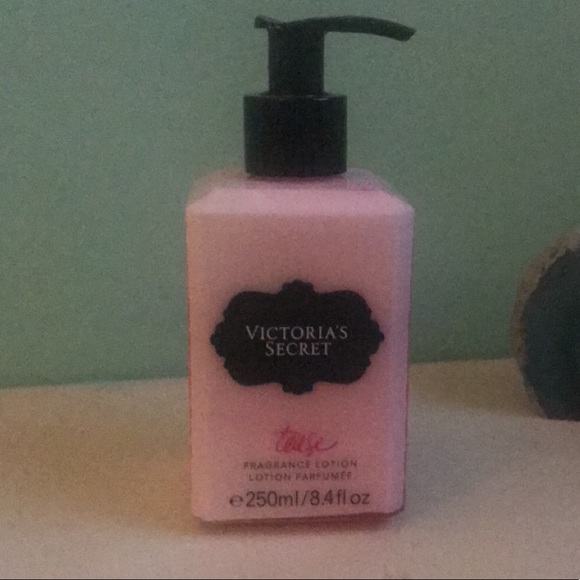 VICTORIA'S
SECRET
tease
FRAGRANCE LOTION
LOTION PARFUMÉE
℮250ml/8.4fl oz